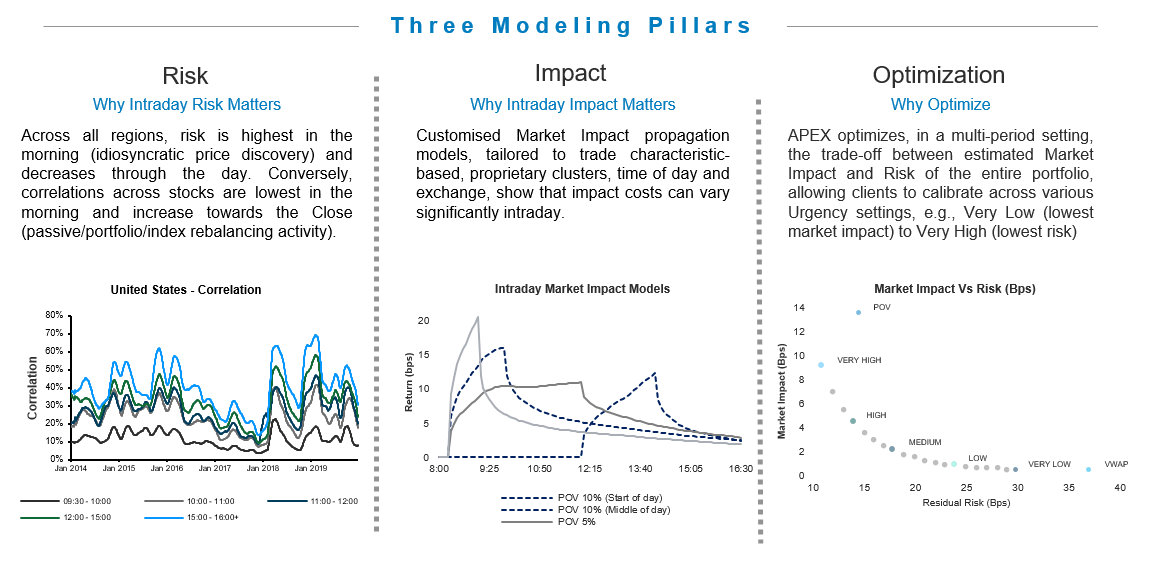 Three Modeling Pillars
Risk
Why Intraday Risk Matters
Across all regions, risk is highest in the
morning (idiosyncratic price discovery) and
decreases through the day. Conversely,
correlations across stocks are lowest in the
morning and increase towards the Close
(passive/portfolio/index rebalancing activity).
United States - Correlation
Correlation
80%
70%
60%
50%
40%
30%
20%
10%
0%
Jan 2014 Jan 2015 Jan 2016 Jan 2017 Jan 2018 Jan 2019
09:30 - 10:00 10:00 - 11:00 11:00 - 12:00
12:00 - 15:00 15:00 - 16:00+
Impact
Why Intraday Impact Matters
Customised Market Impact propagation
models, tailored to trade characteristic-
based, proprietary clusters, time of day and
exchange, show that impact costs can vary
significantly intraday.
Intraday Market Impact Models
Return (bps)
20
15
10
5
0
8:00 9:25 10:50 12:15 13:40 15:05 16:30
POV 10% (Start of day)
POV 10% (Middle of day)
POV 5%
Optimization
Why Optimize
APEX optimizes, in a multi-period setting,
the trade-off between estimated Market
Impact and Risk of the entire portfolio,
allowing clients to calibrate across various
Urgency settings, e.g., Very Low (lowest
market impact) to Very High (lowest risk)
Market Impact Vs Risk (Bps)
Market Impact (Bps)
14
12
10
8
6
4
2
0
POV
VERY HIGH
HIGH
MEDIUM
LOW
VERY LOW
VWAP
10 15 20 25 30 35 40
Residual Risk (Bps)